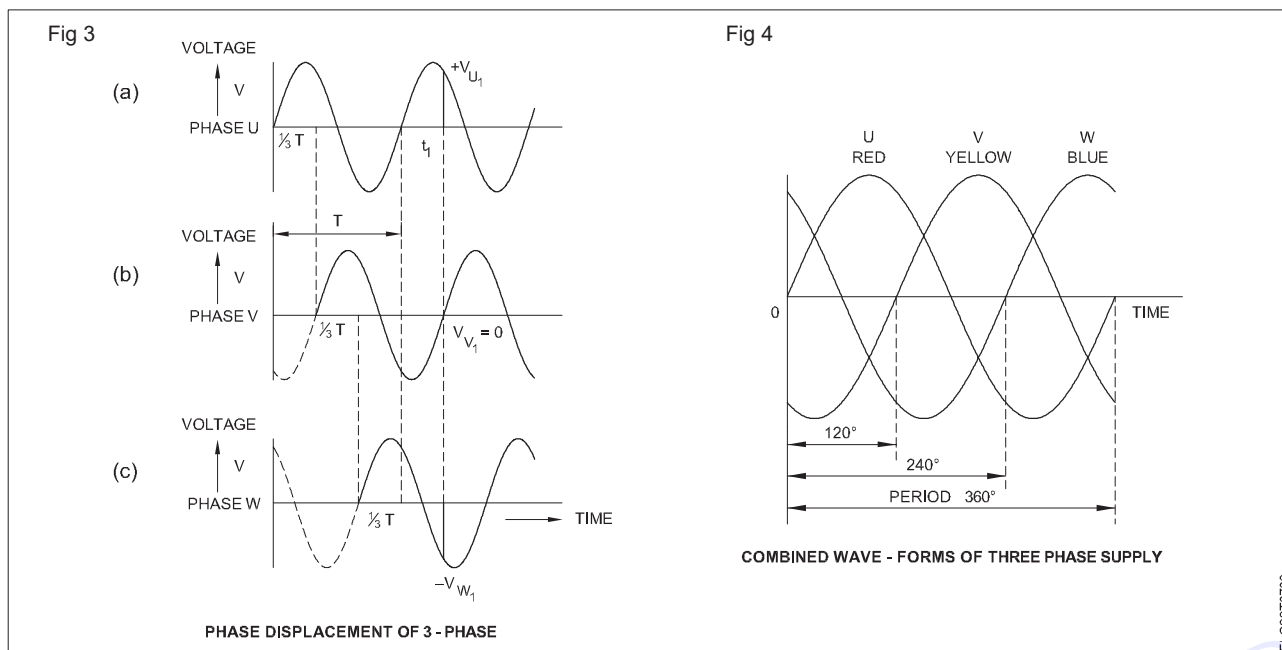 Fig 3
VOLTAGE
V
(a)
+V_U1
PHASE U
⅓ T
t1
T
VOLTAGE
V
(b)
PHASE V
⅓ T
V_V1 = 0
VOLTAGE
V
(c)
PHASE W
⅓ T
TIME
–V_W1
PHASE DISPLACEMENT OF 3 - PHASE
Fig 4
U
RED
V
YELLOW
W
BLUE
0
TIME
120°
240°
PERIOD 360°
COMBINED WAVE - FORMS OF THREE PHASE SUPPLY